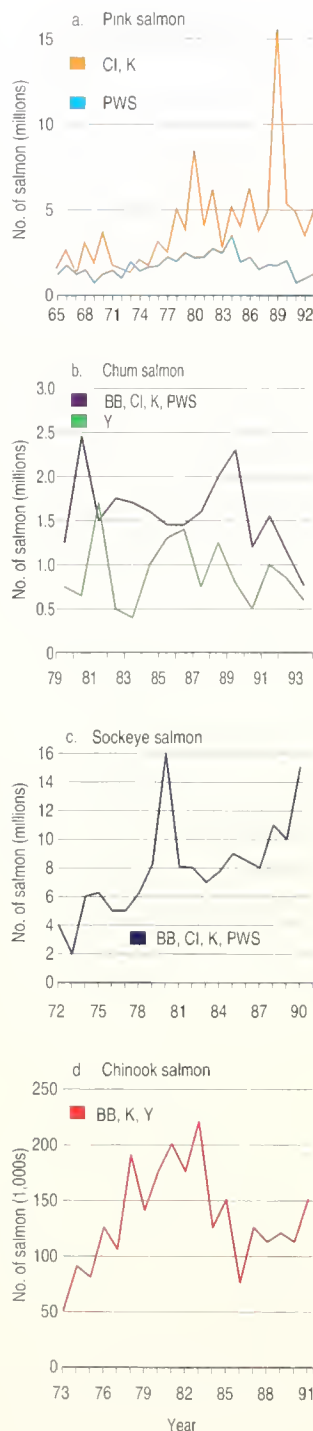 a. Pink salmon
No. of salmon (millions)
15
10
5
0
CI, K
PWS
65 68 71 74 77 80 83 86 89 92
b. Chum salmon
No. of salmon (millions)
3.0
2.5
2.0
1.5
1.0
0.5
0
BB, CI, K, PWS
Y
79 81 83 85 87 89 91 93
c. Sockeye salmon
No. of salmon (millions)
16
14
12
10
8
6
4
2
0
BB, CI, K, PWS
72 75 78 81 84 87 90
d Chinook salmon
No. of salmon (1,000s)
250
200
150
100
50
0
BB, K, Y
73 76 79 82 85 88 91
Year